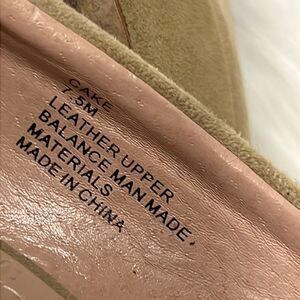 CAKE
7.5M
LEATHER UPPER
BALANCE MAN MADE
MATERIALS
MADE IN CHINA